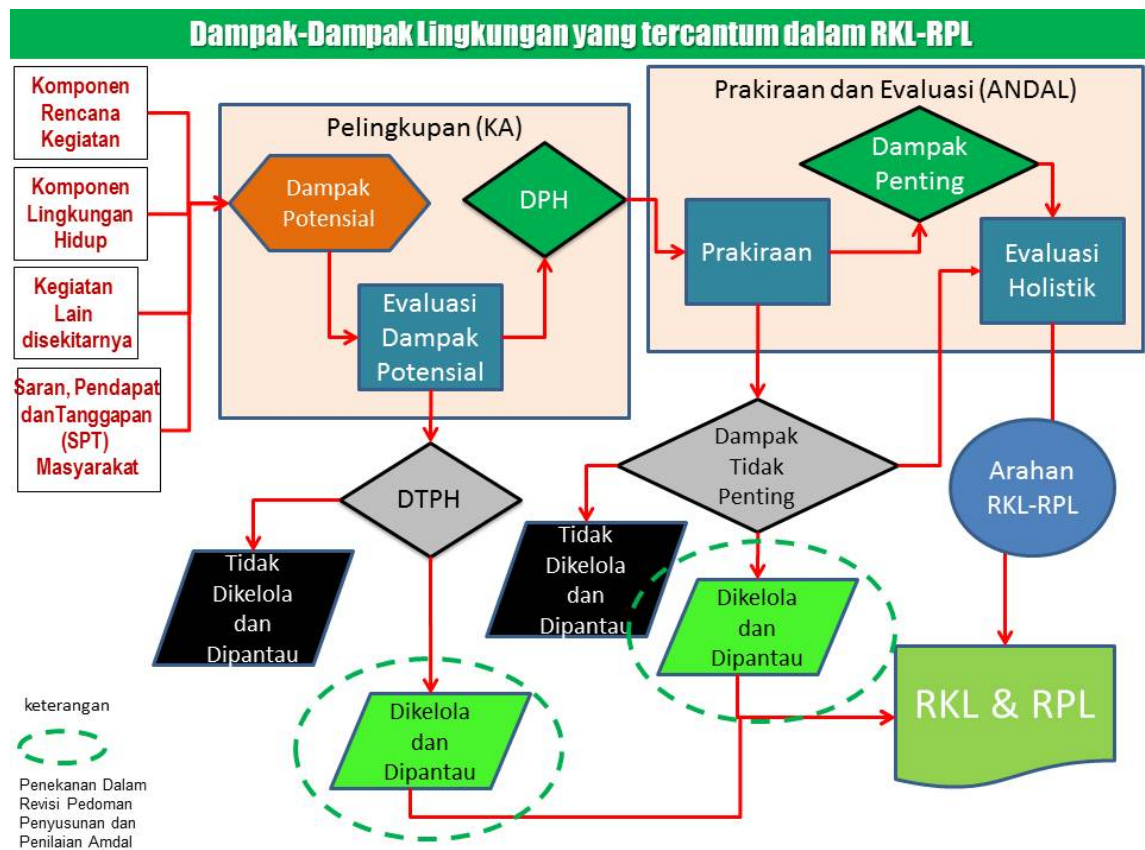 Dampak-Dampak Lingkungan yang tercantum dalam RKL-RPL
Komponen
Rencana
Kegiatan
Komponen
Lingkungan
Hidup
Kegiatan
Lain
disekitarnya
Saran, Pendapat
danTanggapan
(SPT)
Masyarakat
Pelingkupan (KA)
Dampak
Potensial
Evaluasi
Dampak
Potensial
DPH
DTPH
Tidak
Dikelola
dan
Dipantau
Dikelola
dan
Dipantau
Prakiraan dan Evaluasi (ANDAL)
Prakiraan
Dampak
Penting
Evaluasi
Holistik
Dampak
Tidak
Penting
Tidak
Dikelola
dan
Dipantau
Dikelola
dan
Dipantau
Arahan
RKL-RPL
RKL & RPL
keterangan
Penekanan Dalam
Revisi Pedoman
Penyusunan dan
Penilaian Amdal